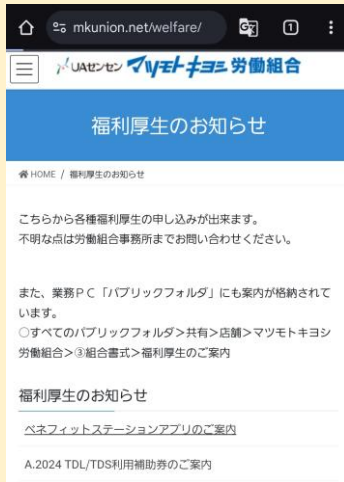 mkunion.net/welfare/
1
UAゼンセン マツモトキヨシ 労働組合
福利厚生のお知らせ
HOME / 福利厚生のお知らせ
こちらから各種福利厚生の申し込みが出来ます。
不明な点は労働組合事務所までお問い合わせください。
また、業務PC「パブリックフォルダ」にも案内が格納されて
います。
○すべてのパブリックフォルダ＞共有＞店舗＞マツモトキヨシ
労働組合＞③組合書式＞福利厚生のご案内
福利厚生のお知らせ
ベネフィットステーションアプリのご案内
A.2024 TDL/TDS利用補助券のご案内